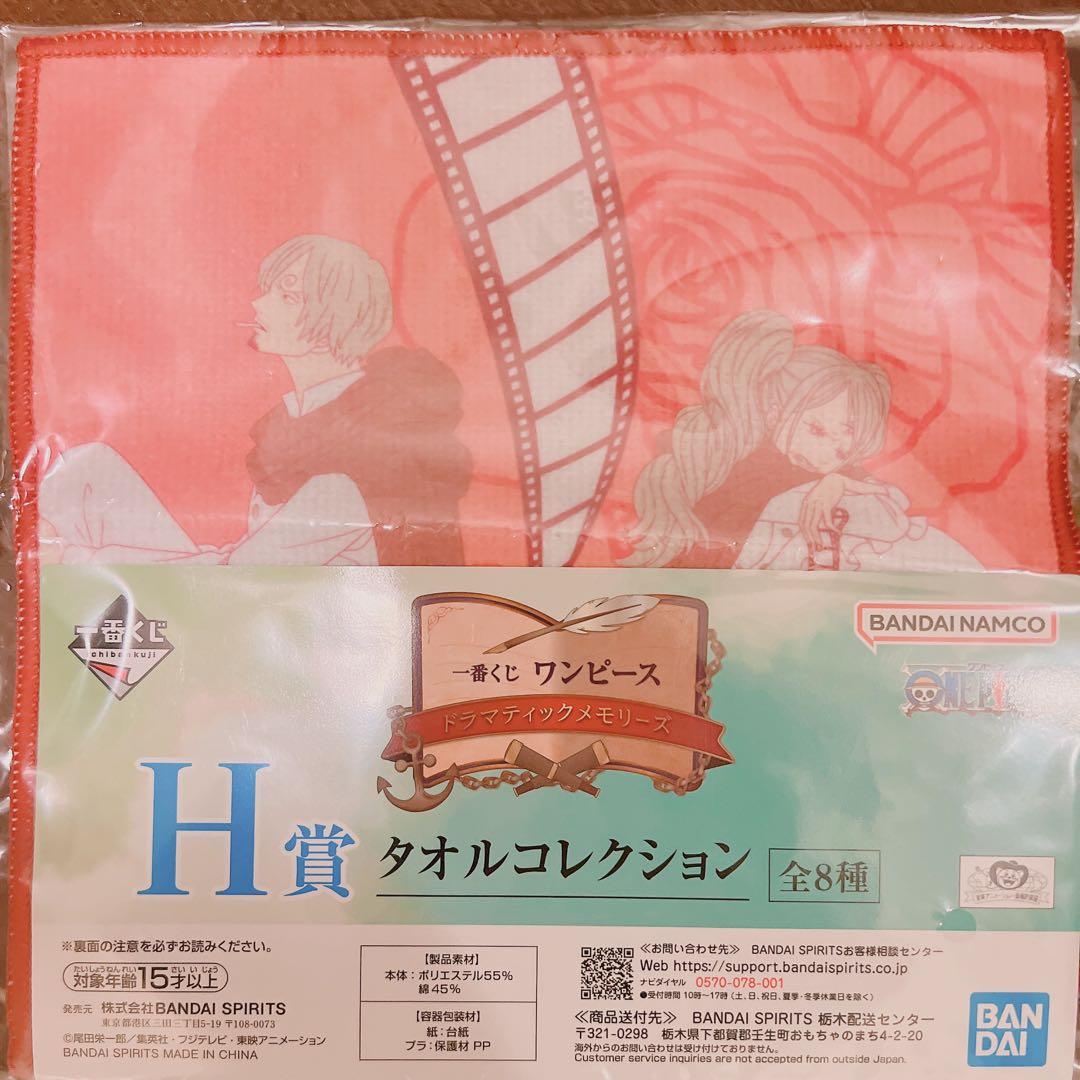 一番くじ
ichibankuji
一番くじ ワンピース
ドラマティックメモリーズ
BANDAI NAMCO
H賞 タオルコレクション 全8種
※裏面の注意を必ずお読みください。
たいしょうねんれい さい いじょう
対象年齢15才以上
発売元 株式会社BANDAI SPIRITS
東京都港区三田三丁目5-19 〒108-0073
©尾田栄一郎/集英社・フジテレビ・東映アニメーション
BANDAI SPIRITS MADE IN CHINA
【製品素材】
本体:ポリエステル55%
綿45%
【容器包装材】
紙:台紙
プラ:保護材 PP
≪お問い合わせ先≫ BANDAI SPIRITSお客様相談センター
Web https://support.bandaispirits.co.jp
ナビダイヤル 0570-078-001
●受付時間 10時〜17時(土、日、祝日、夏季・冬季休業日を除く)
≪商品送付先≫ BANDAI SPIRITS 栃木配送センター
〒321-0298 栃木県下都賀郡壬生町おもちゃのまち4-2-20
海外からのお問い合わせは受け付けておりません。
Customer service inquiries are not accepted from outside Japan.
BAN
DAI